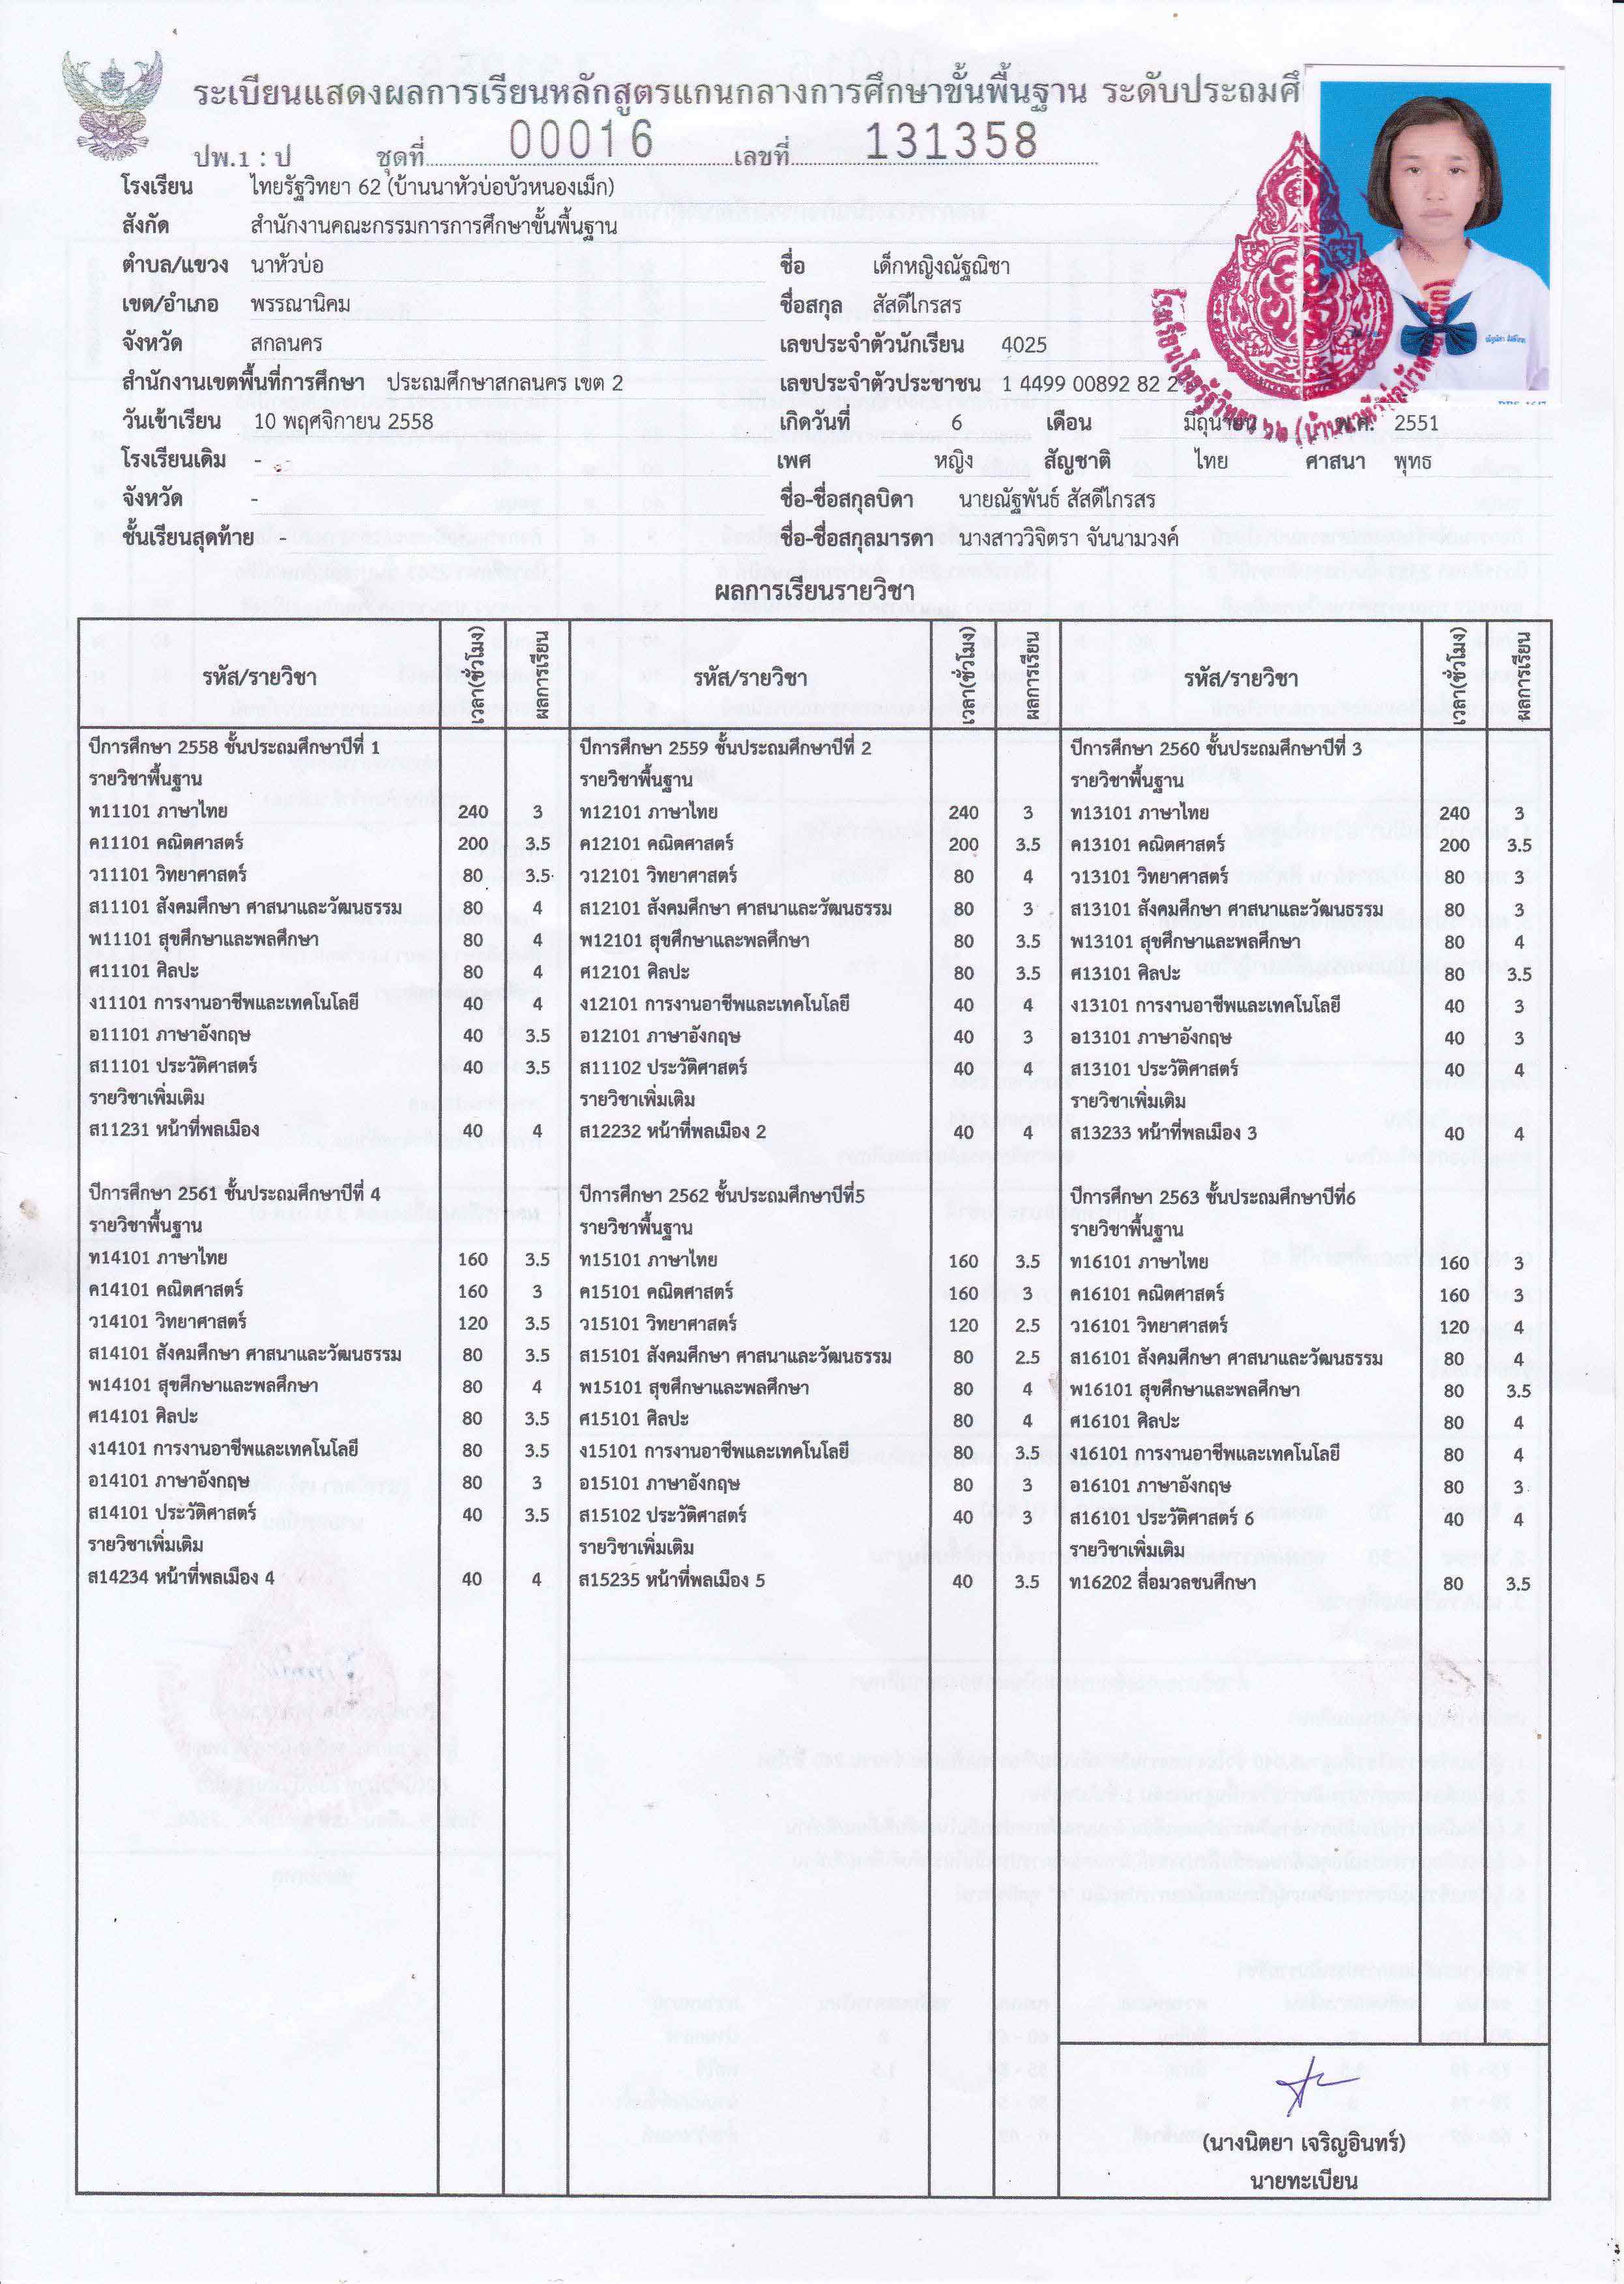 ระเบียนแสดงผลการเรียนหลักสูตรแกนกลางการศึกษาขั้นพื้นฐาน ระดับประถมศึ
ปพ.1 : ป ชุดที่ 00016 เลขที่ 131358
โรงเรียน ไทยรัฐวิทยา 62 (บ้านนาหัวบ่อบัวหนองเม็ก)
สังกัด สำนักงานคณะกรรมการการศึกษาขั้นพื้นฐาน
ตำบล/แขวง นาหัวบ่อ ชื่อ เด็กหญิงณัฐณิชา
เขต/อำเภอ พรรณานิคม ชื่อสกุล สัสดีไกรสร
จังหวัด สกลนคร เลขประจำตัวนักเรียน 4025
สำนักงานเขตพื้นที่การศึกษา ประถมศึกษาสกลนคร เขต 2 เลขประจำตัวประชาชน 1 4499 00892 82 2
วันเข้าเรียน 10 พฤศจิกายน 2558 เกิดวันที่ 6 เดือน มิถุนายน พ.ศ. 2551
โรงเรียนเดิม - เพศ หญิง สัญชาติ ไทย ศาสนา พุทธ
จังหวัด - ชื่อ-ชื่อสกุลบิดา นายณัฐพันธ์ สัสดีไกรสร
ชั้นเรียนสุดท้าย - ชื่อ-ชื่อสกุลมารดา นางสาววิจิตรา จันนามวงค์
ผลการเรียนรายวิชา
รหัส/รายวิชา เวลา(ชั่วโมง) ผลการเรียน รหัส/รายวิชา เวลา(ชั่วโมง) ผลการเรียน รหัส/รายวิชา เวลา(ชั่วโมง) ผลการเรียน
ปีการศึกษา 2558 ชั้นประถมศึกษาปีที่ 1 ปีการศึกษา 2559 ชั้นประถมศึกษาปีที่ 2 ปีการศึกษา 2560 ชั้นประถมศึกษาปีที่ 3
รายวิชาพื้นฐาน รายวิชาพื้นฐาน รายวิชาพื้นฐาน
ท11101 ภาษาไทย 240 3 ท12101 ภาษาไทย 240 3 ท13101 ภาษาไทย 240 3
ค11101 คณิตศาสตร์ 200 3.5 ค12101 คณิตศาสตร์ 200 3.5 ค13101 คณิตศาสตร์ 200 3.5
ว11101 วิทยาศาสตร์ 80 3.5 ว12101 วิทยาศาสตร์ 80 4 ว13101 วิทยาศาสตร์ 80 3
ส11101 สังคมศึกษา ศาสนาและวัฒนธรรม 80 4 ส12101 สังคมศึกษา ศาสนาและวัฒนธรรม 80 3 ส13101 สังคมศึกษา ศาสนาและวัฒนธรรม 80 3
พ11101 สุขศึกษาและพลศึกษา 80 4 พ12101 สุขศึกษาและพลศึกษา 80 3.5 พ13101 สุขศึกษาและพลศึกษา 80 4
ศ11101 ศิลปะ 80 4 ศ12101 ศิลปะ 80 3.5 ศ13101 ศิลปะ 80 3.5
ง11101 การงานอาชีพและเทคโนโลยี 40 4 ง12101 การงานอาชีพและเทคโนโลยี 40 4 ง13101 การงานอาชีพและเทคโนโลยี 40 3
อ11101 ภาษาอังกฤษ 40 3.5 อ12101 ภาษาอังกฤษ 40 3 อ13101 ภาษาอังกฤษ 40 3
ส11101 ประวัติศาสตร์ 40 3.5 ส11102 ประวัติศาสตร์ 40 4 ส13101 ประวัติศาสตร์ 40 4
รายวิชาเพิ่มเติม รายวิชาเพิ่มเติม รายวิชาเพิ่มเติม
ส11231 หน้าที่พลเมือง 40 4 ส12232 หน้าที่พลเมือง 2 40 4 ส13233 หน้าที่พลเมือง 3 40 4
ปีการศึกษา 2561 ชั้นประถมศึกษาปีที่ 4 ปีการศึกษา 2562 ชั้นประถมศึกษาปีที่5 ปีการศึกษา 2563 ชั้นประถมศึกษาปีที่6
รายวิชาพื้นฐาน รายวิชาพื้นฐาน รายวิชาพื้นฐาน
ท14101 ภาษาไทย 160 3.5 ท15101 ภาษาไทย 160 3.5 ท16101 ภาษาไทย 160 3
ค14101 คณิตศาสตร์ 160 3 ค15101 คณิตศาสตร์ 160 3 ค16101 คณิตศาสตร์ 160 3
ว14101 วิทยาศาสตร์ 120 3.5 ว15101 วิทยาศาสตร์ 120 2.5 ว16101 วิทยาศาสตร์ 120 4
ส14101 สังคมศึกษา ศาสนาและวัฒนธรรม 80 3.5 ส15101 สังคมศึกษา ศาสนาและวัฒนธรรม 80 2.5 ส16101 สังคมศึกษา ศาสนาและวัฒนธรรม 80 4
พ14101 สุขศึกษาและพลศึกษา 80 4 พ15101 สุขศึกษาและพลศึกษา 80 4 พ16101 สุขศึกษาและพลศึกษา 80 3.5
ศ14101 ศิลปะ 80 3.5 ศ15101 ศิลปะ 80 4 ศ16101 ศิลปะ 80 4
ง14101 การงานอาชีพและเทคโนโลยี 80 3.5 ง15101 การงานอาชีพและเทคโนโลยี 80 3.5 ง16101 การงานอาชีพและเทคโนโลยี 80 4
อ14101 ภาษาอังกฤษ 80 3 อ15101 ภาษาอังกฤษ 80 3 อ16101 ภาษาอังกฤษ 80 3
ส14101 ประวัติศาสตร์ 40 3.5 ส15102 ประวัติศาสตร์ 40 3 ส16101 ประวัติศาสตร์ 6 40 4
รายวิชาเพิ่มเติม รายวิชาเพิ่มเติม รายวิชาเพิ่มเติม
ส14234 หน้าที่พลเมือง 4 40 4 ส15235 หน้าที่พลเมือง 5 40 3.5 ท16202 สื่อมวลชนศึกษา 80 3.5
(นางนิตยา เจริญอินทร์)
นายทะเบียน